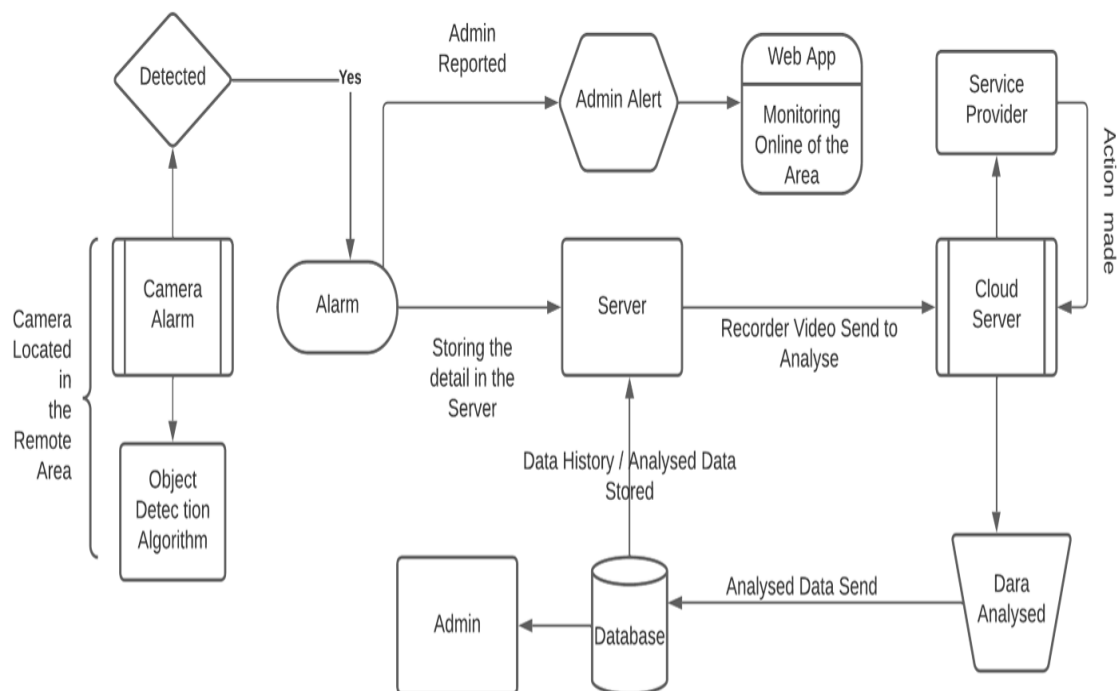 Detected
Yes
Admin
Reported
Admin Alert
Web App
Monitoring
Online of the
Area
Service
Provider
Action made
Camera
Located
in
the
Remote
Area
Camera
Alarm
Alarm
Storing the
detail in the
Server
Server
Recorder Video Send to
Analyse
Cloud
Server
Object
Detec tion
Algorithm
Data History / Analysed Data
Stored
Admin
Database
Analysed Data Send
Dara
Analysed